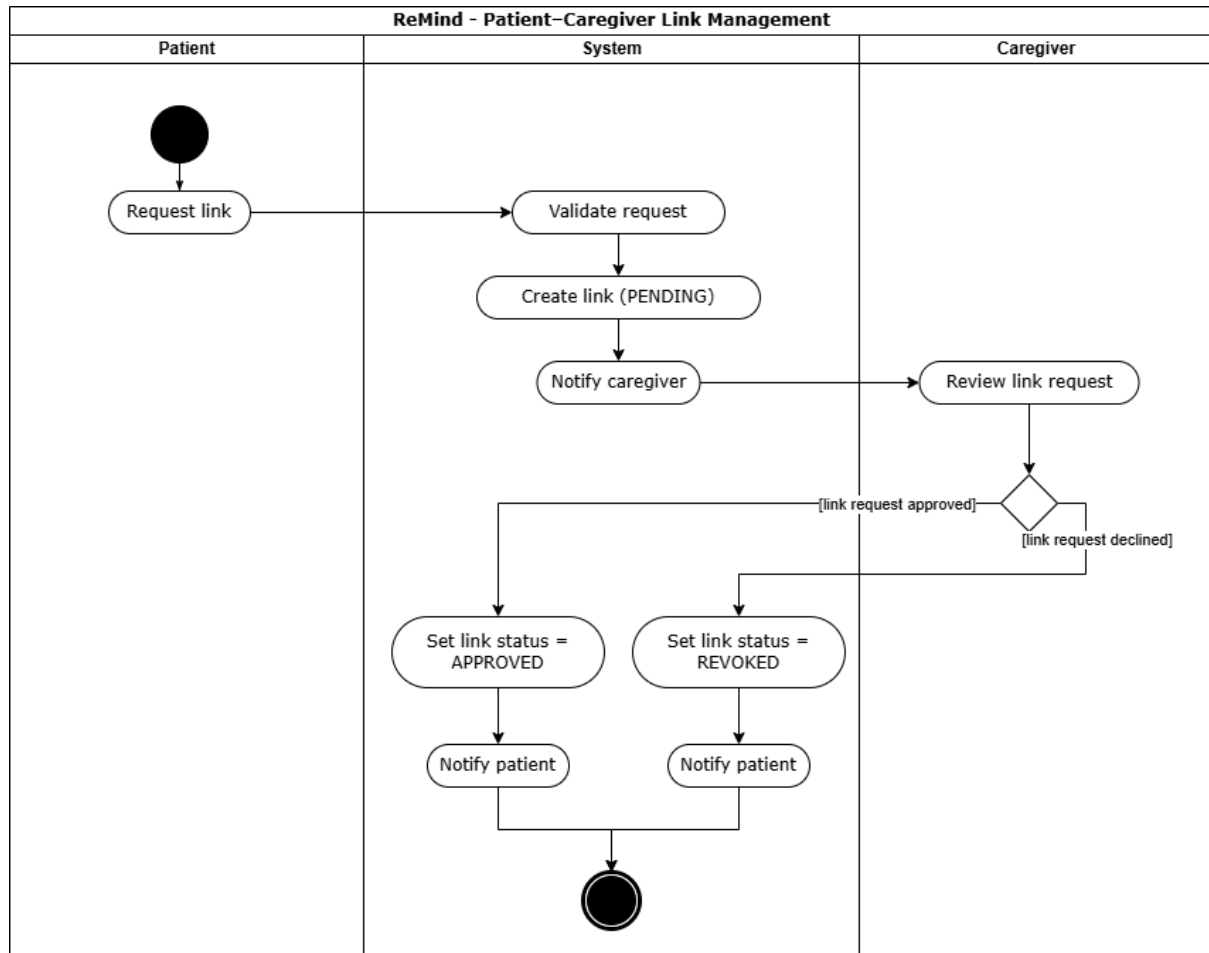 ReMind - Patient–Caregiver Link Management
Patient
System
Caregiver
Request link
Validate request
Create link (PENDING)
Notify caregiver
Review link request
[link request approved]
[link request declined]
Set link status =
APPROVED
Set link status =
REVOKED
Notify patient
Notify patient